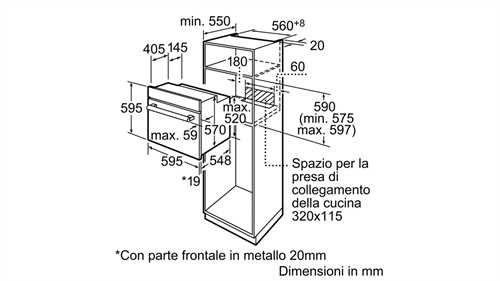 min. 550
560+8
20
405 145
180
60
595
max.
520
590
(min. 575
max. 597)
570
max. 59
595
548
*19
Spazio per la
presa di
collegamento
della cucina
320x115
*Con parte frontale in metallo 20mm
Dimensioni in mm